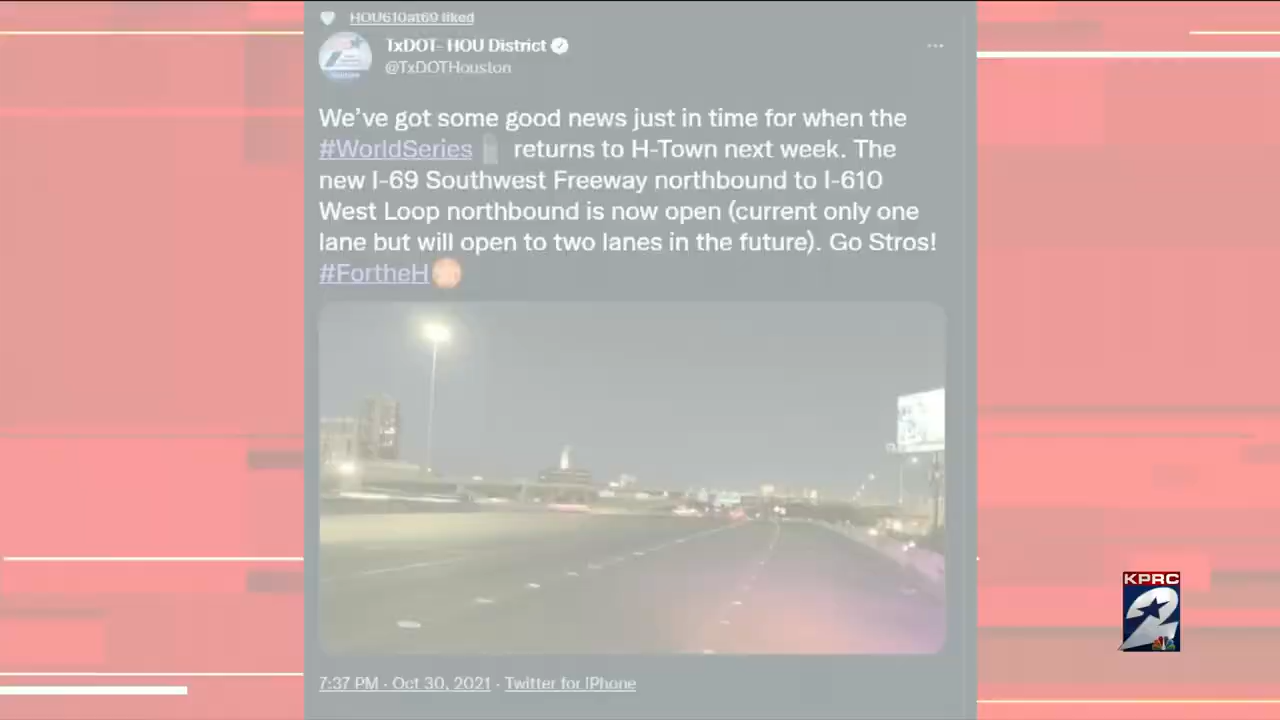 HOU610at69 liked
TxDOT- HOU District
@TxDOTHouston
We've got some good news just in time for when the
#WorldSeries returns to H-Town next week. The
new I-69 Southwest Freeway northbound to I-610
West Loop northbound is now open (current only one
lane but will open to two lanes in the future). Go Stros!
#FortheH
7:37 PM · Oct 30, 2021 · Twitter for iPhone
KPRC
2